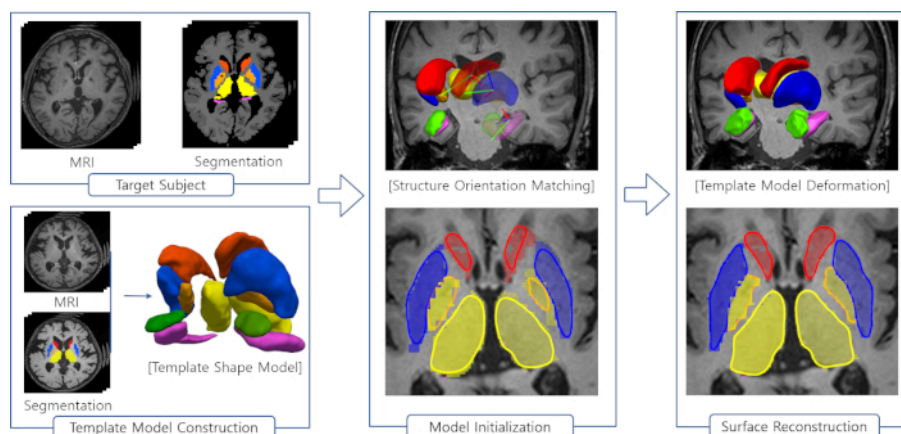 MRI
Segmentation
Target Subject
MRI
Segmentation
[Template Shape Model]
Template Model Construction
[Structure Orientation Matching]
Model Initialization
[Template Model Deformation]
Surface Reconstruction